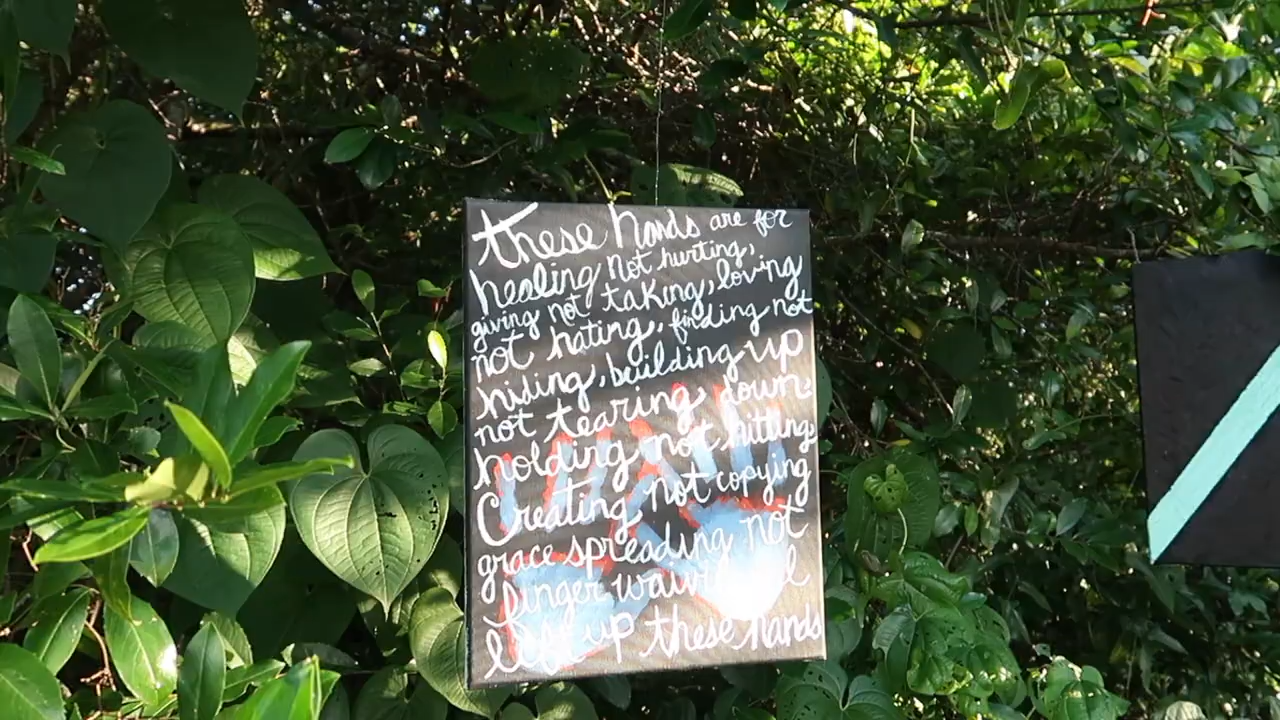 these hands are for
healing not hurting,
giving not taking, loving
not hating, finding not
hiding, building up
not tearing down,
holding not hitting,
Creating not copying
grace spreading not
finger
lift up these hands